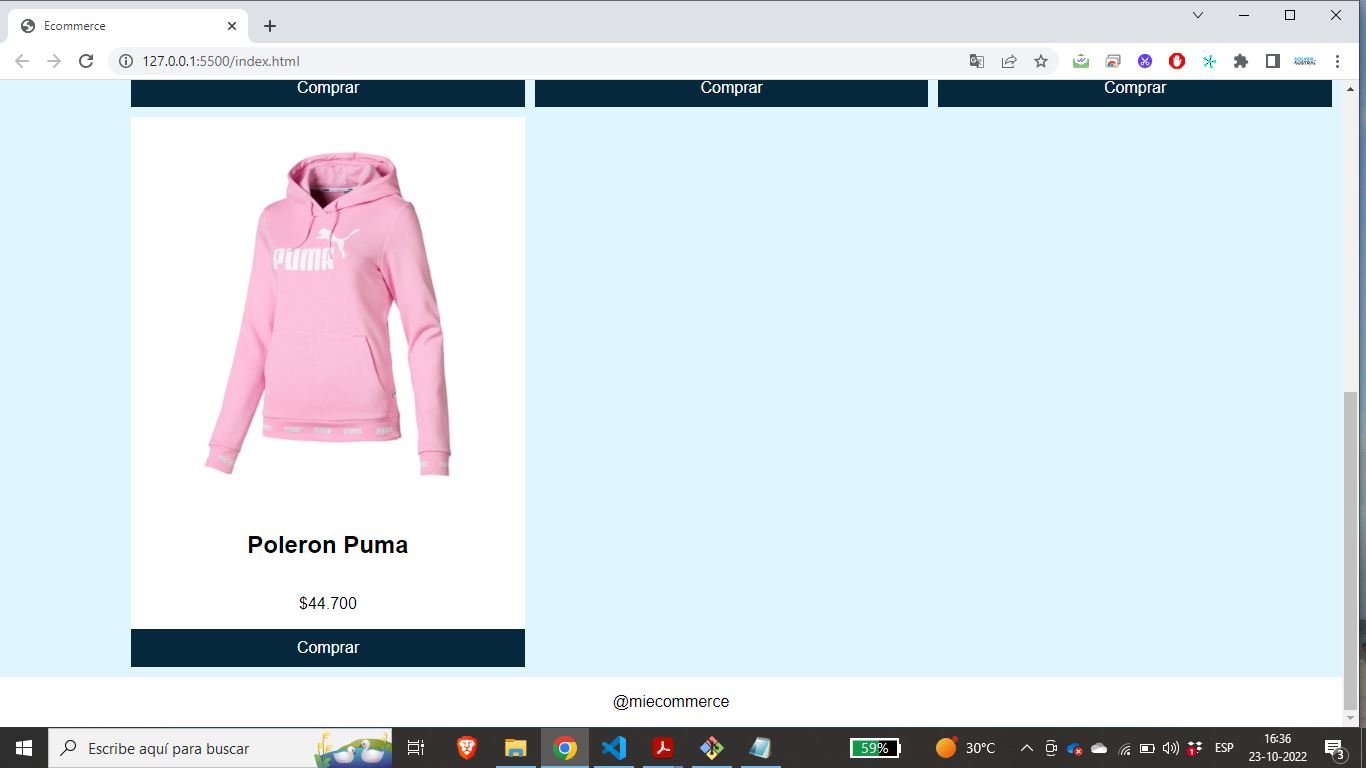 Ecommerce
127.0.0.1:5500/index.html
Comprar
Comprar
Comprar
PUMA
Poleron Puma
$44.700
Comprar
@miecommerce
Escribe aquí para buscar
59%
30°C
ESP
16:36
23-10-2022
3